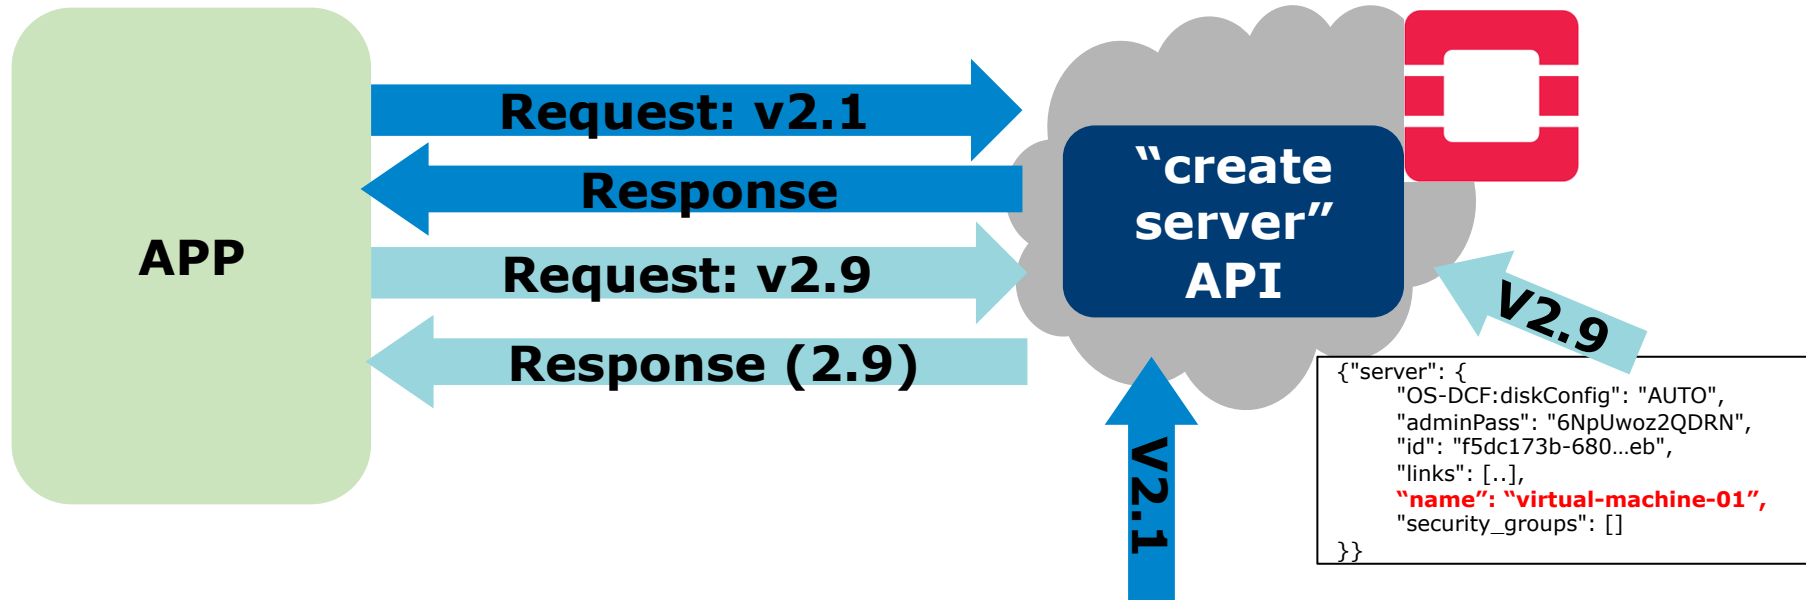 APP
Request: v2.1
Response
Request: v2.9
Response (2.9)
“create
server”
API
V2.9
V2.1
{"server": {
"OS-DCF:diskConfig": "AUTO",
"adminPass": "6NpUwoz2QDRN",
"id": "f5dc173b-680…eb",
"links": [..],
“name”: “virtual-machine-01”,
"security_groups": []
}}